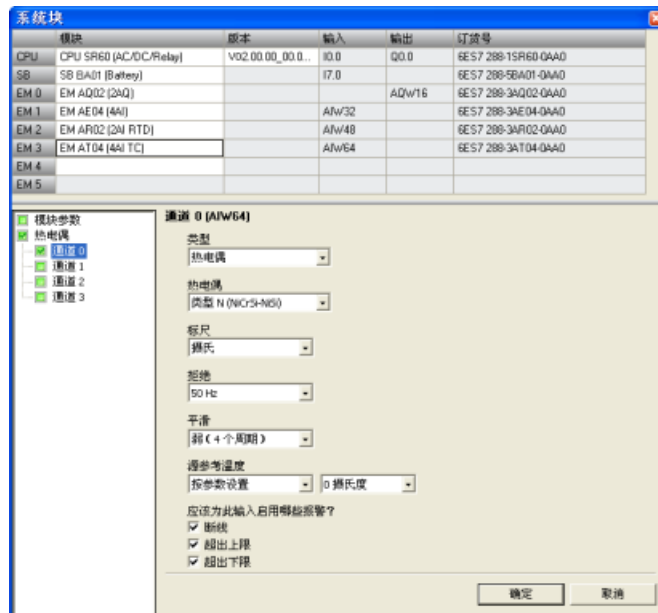 系统块
模块 版本 输入 输出 订货号
CPU CPU SR60 (AC/DC/Relay) V02.00.00_00.0... I0.0 Q0.0 6ES7 288-1SR60-0AA0
SB SB BA01 (Battery) I7.0 6ES7 288-5BA01-0AA0
EM 0 EM AQ02 (2AQ) AQW16 6ES7 288-3AQ02-0AA0
EM 1 EM AE04 (4AI) AIW32 6ES7 288-3AE04-0AA0
EM 2 EM AR02 (2AI RTD) AIW48 6ES7 288-3AR02-0AA0
EM 3 EM AT04 (4AI TC) AIW64 6ES7 288-3AT04-0AA0
EM 4
EM 5
模块参数
热电偶
通道 0
通道 1
通道 2
通道 3
通道 0 (AIW64)
类型
热电偶
热电偶
类型 N (NiCrSi-NiSi)
标尺
摄氏
拒绝
50 Hz
平滑
弱 ( 4 个周期 )
源参考温度
按参数设置 0 摄氏度
应该为此输入启用哪些报警?
断线
超出上限
超出下限
确定 取消